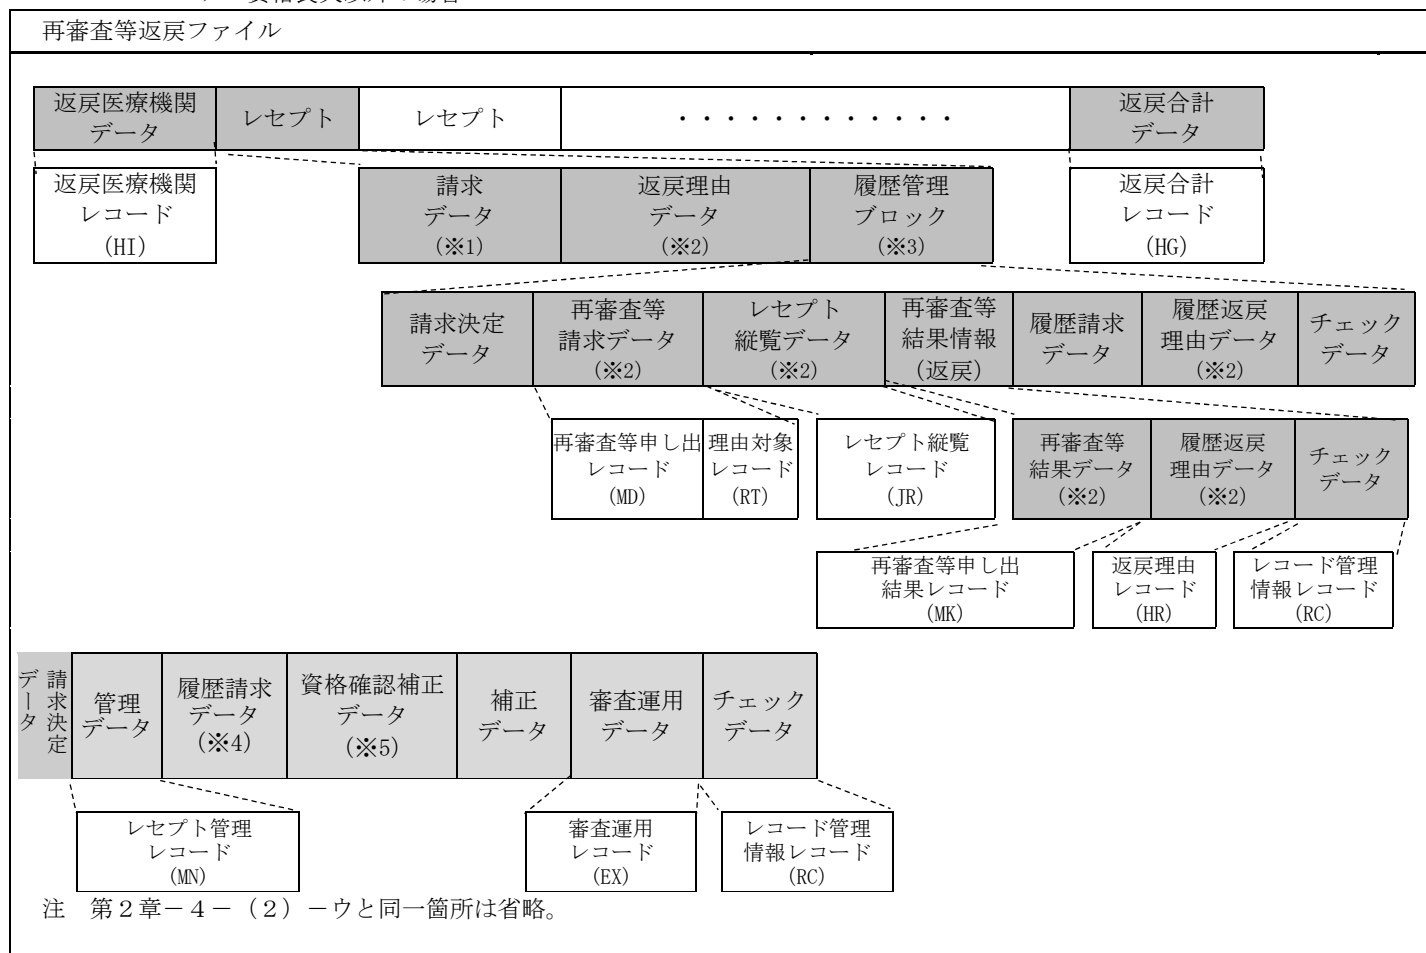 再審査等返戻ファイル
返戻医療機関
データ
レセプト
レセプト
・・・・・・・・・・・・
返戻合計
データ
返戻医療機関
レコード
(HI)
請求
データ
(※1)
返戻理由
データ
(※2)
履歴管理
ブロック
(※3)
返戻合計
レコード
(HG)
請求決定
データ
再審査等
請求データ
(※2)
レセプト
縦覧データ
(※2)
再審査等
結果情報
(返戻)
履歴請求
データ
履歴返戻
理由データ
(※2)
チェック
データ
再審査等申し出
レコード
(MD)
理由対象
レコード
(RT)
レセプト縦覧
レコード
(JR)
再審査等
結果データ
(※2)
履歴返戻
理由データ
(※2)
チェック
データ
再審査等申し出
結果レコード
(MK)
返戻理由
レコード
(HR)
レコード管理
情報レコード
(RC)
請求決定
データ
管理
データ
履歴請求
データ
(※4)
資格確認補正
データ
(※5)
補正
データ
審査運用
データ
チェック
データ
レセプト管理
レコード
(MN)
審査運用
レコード
(EX)
レコード管理
情報レコード
(RC)
注　第２章－４－（２）－ウと同一箇所は省略。